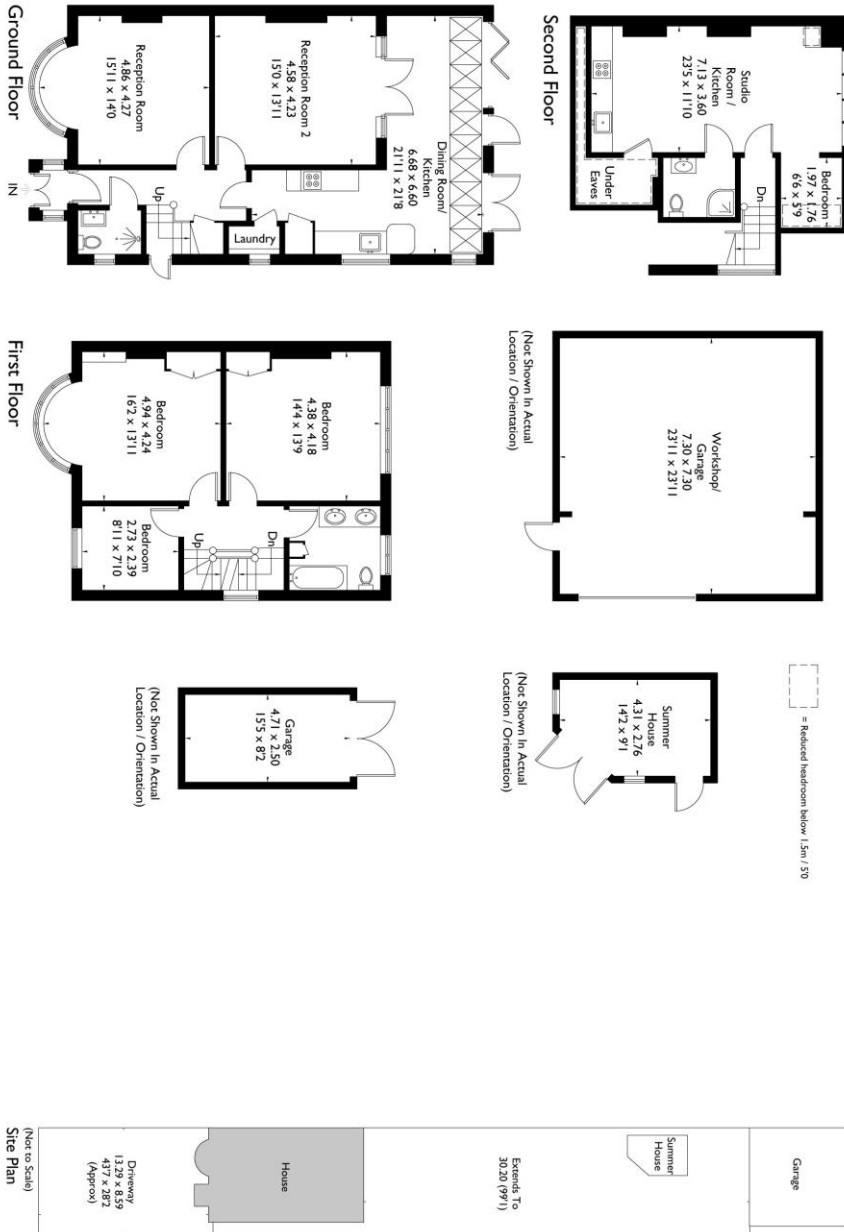 Ground Floor
Reception Room
4.86 x 4.27
15'11 x 14'0
Reception Room 2
4.58 x 4.23
15'0 x 13'11
Dining Room/
Kitchen
6.68 x 6.60
21'11 x 21'8
IN
Up
Laundry
Second Floor
Studio
Room /
Kitchen
7.13 x 3.60
23'5 x 11'10
Under
Eaves
Dn
Bedroom
1.97 x 1.76
6'6 x 5'9
First Floor
Bedroom
4.94 x 4.24
16'2 x 13'11
Bedroom
4.38 x 4.18
14'4 x 13'9
Bedroom
2.73 x 2.39
8'11 x 7'10
Up
Dn
(Not Shown In Actual
Location / Orientation)
Workshop/
Garage
7.30 x 7.30
23'11 x 23'11
(Not Shown In Actual
Location / Orientation)
Garage
4.71 x 2.50
15'5 x 8'2
(Not Shown In Actual
Location / Orientation)
Summer
House
4.31 x 2.76
14'2 x 9'1
= Reduced headroom below 1.5m / 5'0
(Not to Scale)
Site Plan
Driveway
13.29 x 8.59
43'7 x 28'2
(Approx)
House
Extends To
30.20 (99'1)
Summer
House
Garage